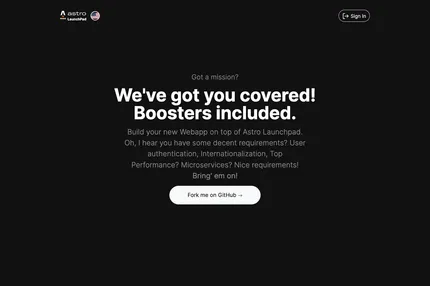 astro
LaunchPad
Sign In
Got a mission?
We've got you covered!
Boosters included.
Build your new Webapp on top of Astro Launchpad.
Oh, I hear you have some decent requirements? User
authentication, Internationalization, Top
Performance? Microservices? Nice requirements!
Bring' em on!
Fork me on GitHub →